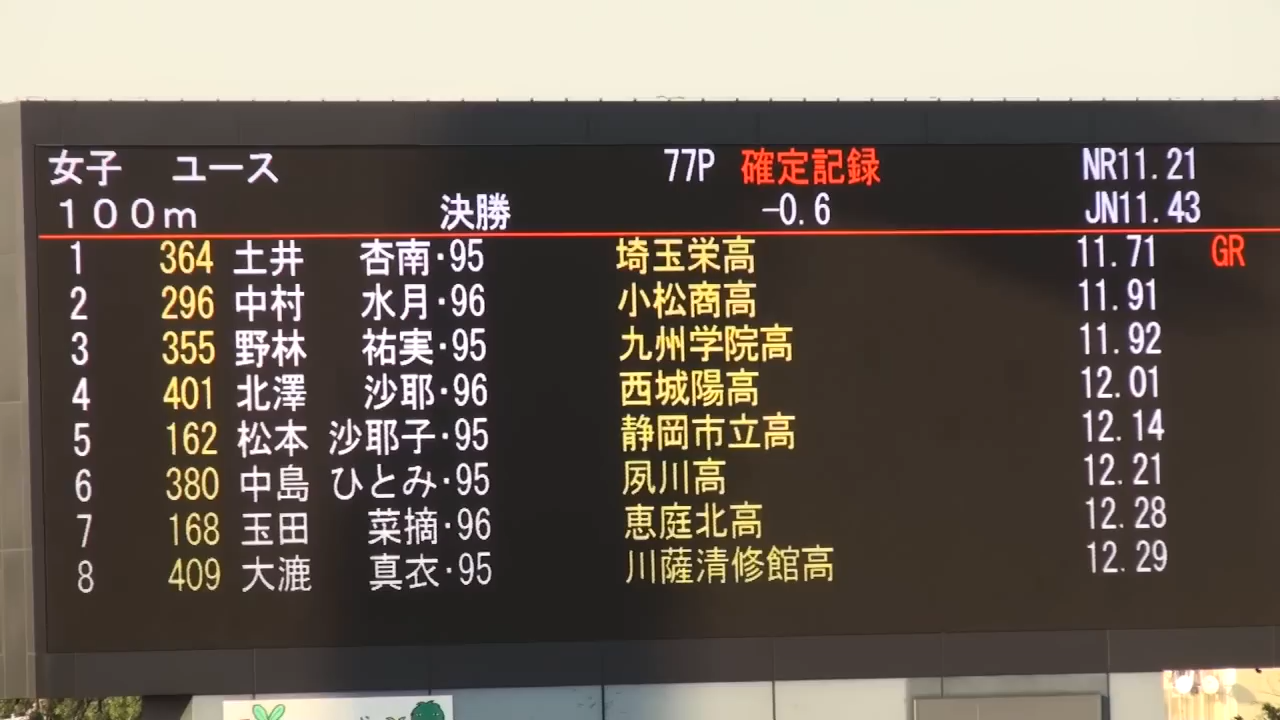 女子 ユース 77P 確定記録 NR11.21
100m 決勝 -0.6 JN11.43
1 364 土井 杏南・95 埼玉栄高 11.71 GR
2 296 中村 水月・96 小松商高 11.91
3 355 野林 祐実・95 九州学院高 11.92
4 401 北澤 沙耶・96 西城陽高 12.01
5 162 松本 沙耶子・95 静岡市立高 12.14
6 380 中島 ひとみ・95 夙川高 12.21
7 168 玉田 菜摘・96 恵庭北高 12.28
8 409 大漉 真衣・95 川薩清修館高 12.29